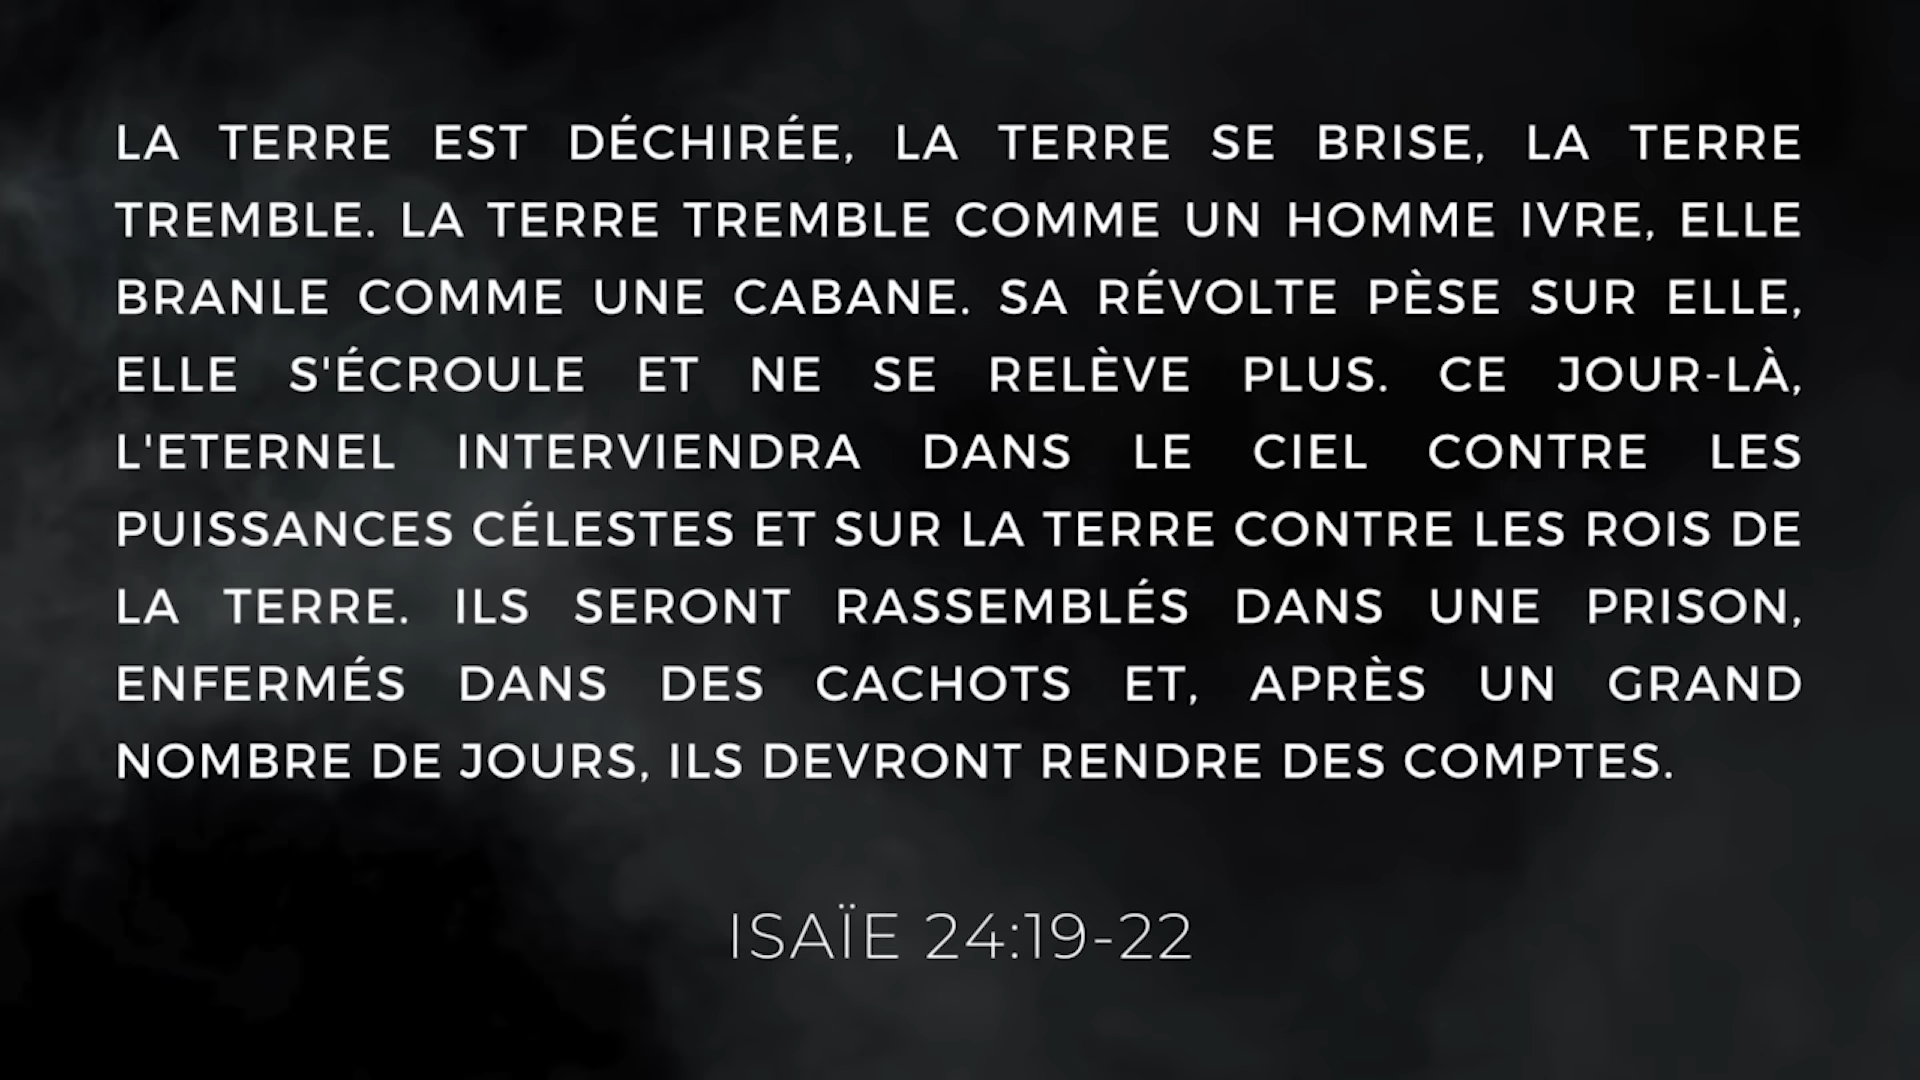 LA TERRE EST DÉCHIRÉE, LA TERRE SE BRISE, LA TERRE
TREMBLE. LA TERRE TREMBLE COMME UN HOMME IVRE, ELLE
BRANLE COMME UNE CABANE. SA RÉVOLTE PÈSE SUR ELLE,
ELLE S'ÉCROULE ET NE SE RELÈVE PLUS. CE JOUR-LÀ,
L'ETERNEL INTERVIENDRA DANS LE CIEL CONTRE LES
PUISSANCES CÉLESTES ET SUR LA TERRE CONTRE LES ROIS DE
LA TERRE. ILS SERONT RASSEMBLÉS DANS UNE PRISON,
ENFERMÉS DANS DES CACHOTS ET, APRÈS UN GRAND
NOMBRE DE JOURS, ILS DEVRONT RENDRE DES COMPTES.
ISAÏE 24:19-22